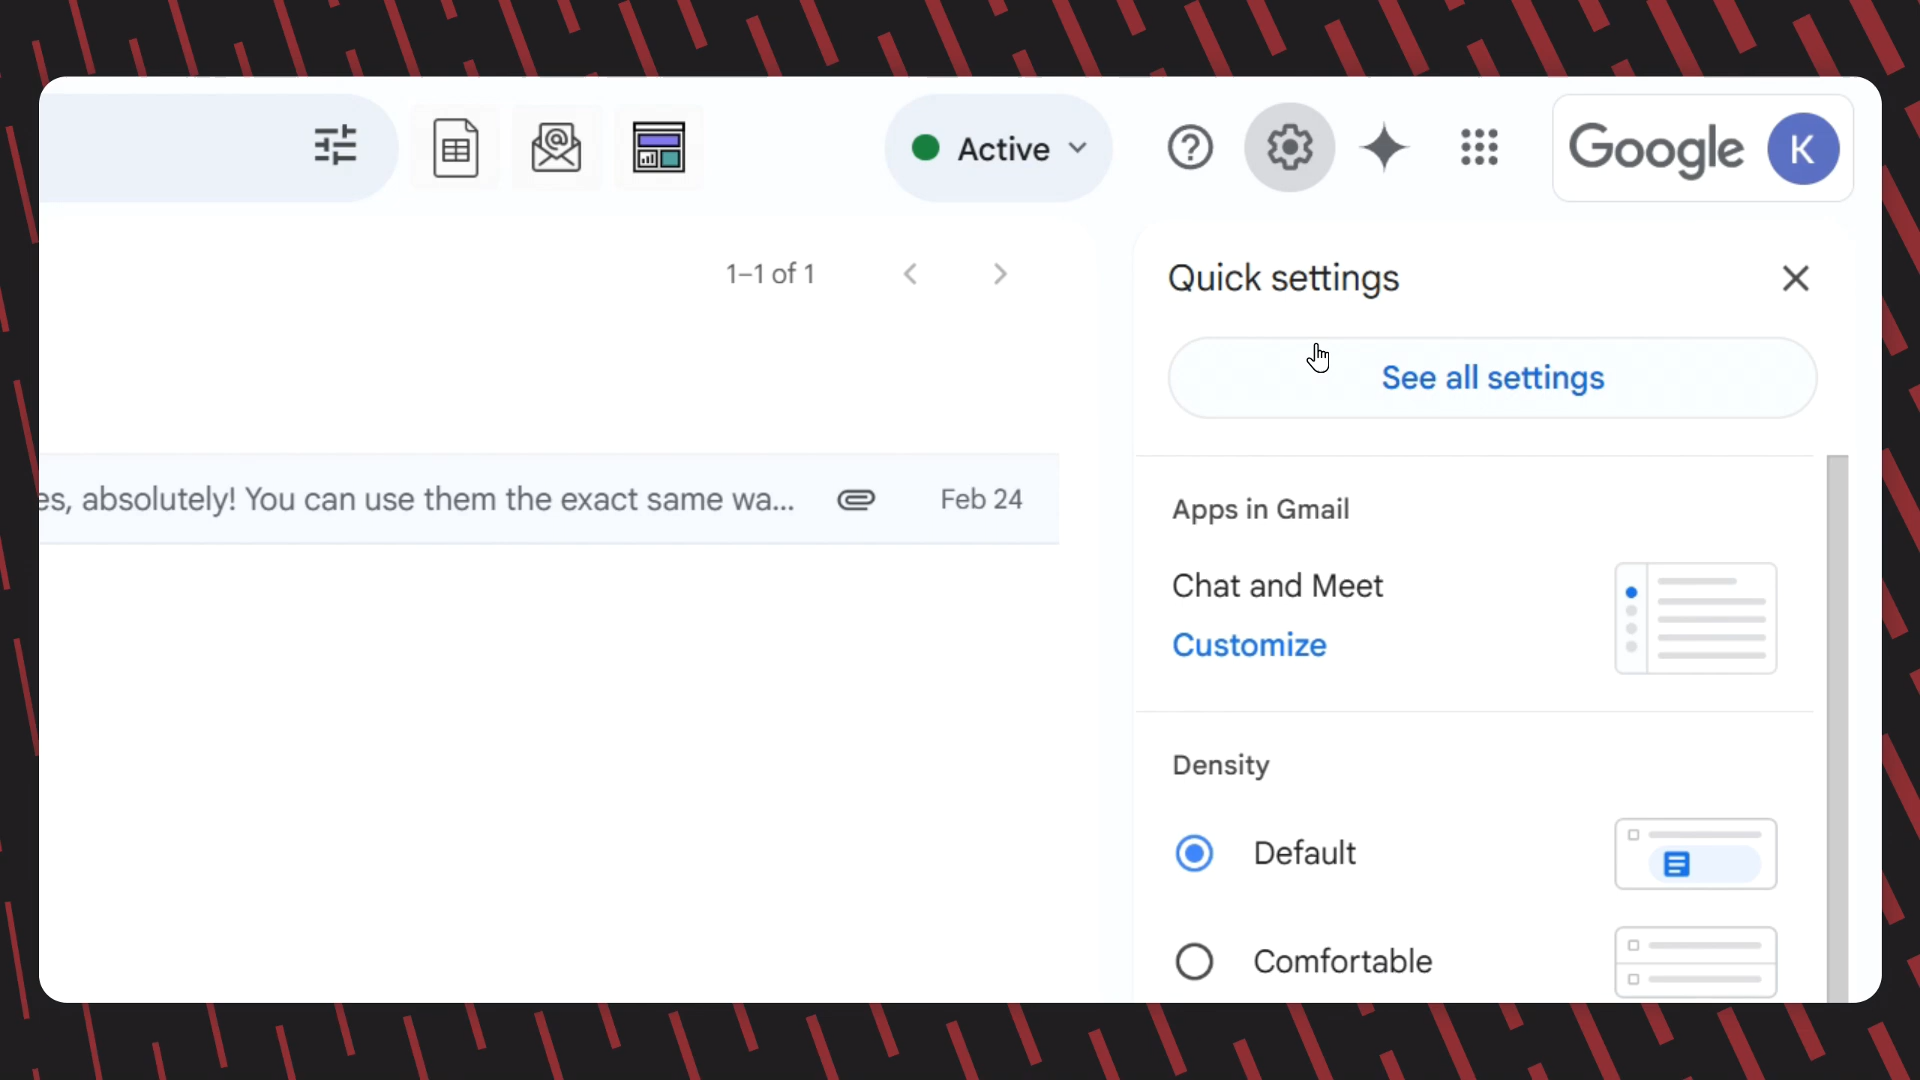 Active
Google K
1–1 of 1
Quick settings
See all settings
es, absolutely! You can use them the exact same wa... Feb 24
Apps in Gmail
Chat and Meet
Customize
Density
Default
Comfortable